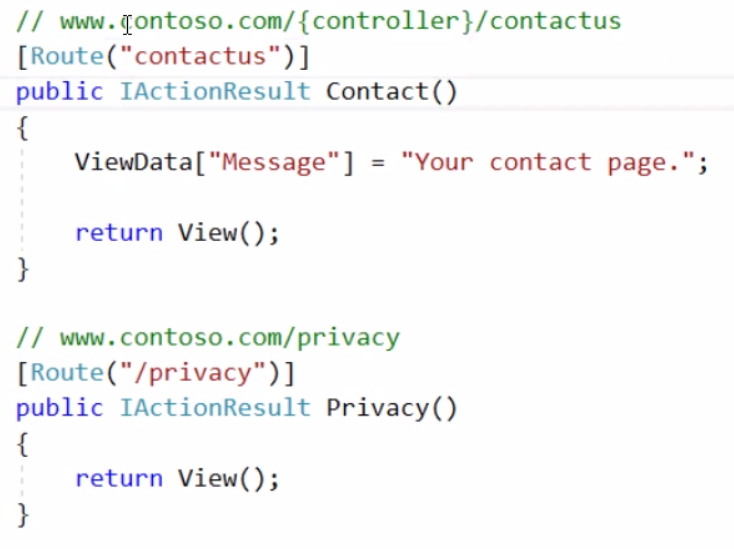 // www.contoso.com/{controller}/contactus
[Route("contactus")]
public IActionResult Contact()
{
    ViewData["Message"] = "Your contact page.";
    return View();
}
// www.contoso.com/privacy
[Route("/privacy")]
public IActionResult Privacy()
{
    return View();
}